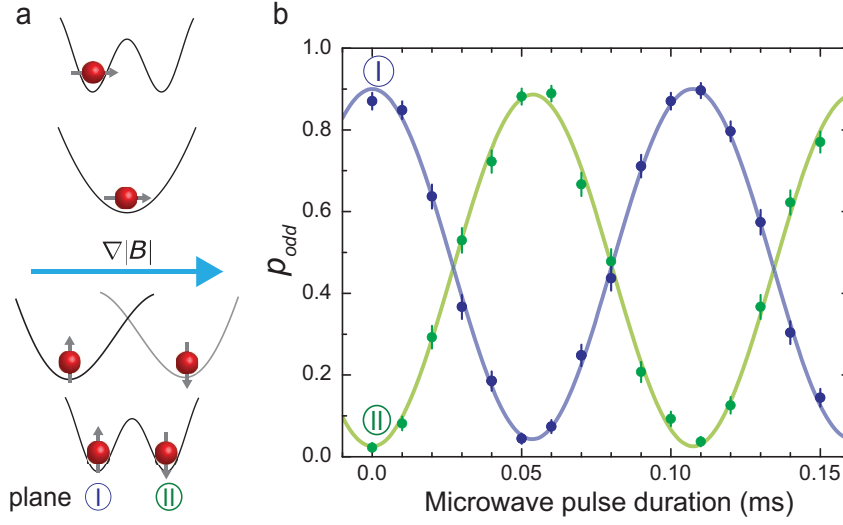 a
∇|B|
plane I II
b
p_odd
1.0
0.8
0.6
0.4
0.2
0.0
I
II
0.0 0.05 0.10 0.15
Microwave pulse duration (ms)